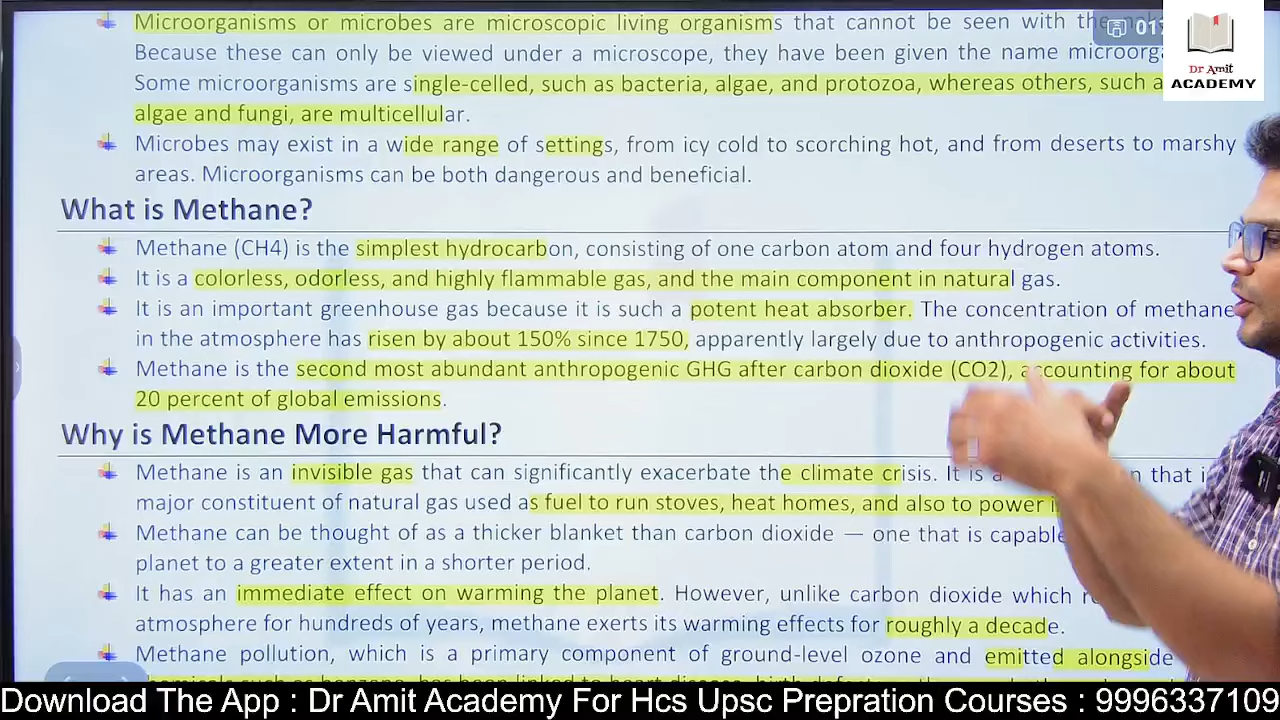 Microorganisms or microbes are microscopic living organisms that cannot be seen with the
Because these can only be viewed under a microscope, they have been given the name
Some microorganisms are single-celled, such as bacteria, algae, and protozoa, whereas others, such
algae and fungi, are multicellular.
Microbes may exist in a wide range of settings, from icy cold to scorching hot, and from deserts to marshy
areas. Microorganisms can be both dangerous and beneficial.
What is Methane?
Methane (CH4) is the simplest hydrocarbon, consisting of one carbon atom and four hydrogen atoms.
It is a colorless, odorless, and highly flammable gas, and the main component in natural gas.
It is an important greenhouse gas because it is such a potent heat absorber. The concentration of methane
in the atmosphere has risen by about 150% since 1750, apparently largely due to anthropogenic activities.
Methane is the second most abundant anthropogenic GHG after carbon dioxide (CO2), accounting for about
20 percent of global emissions.
Why is Methane More Harmful?
Methane is an invisible gas that can significantly exacerbate the climate crisis. It is a that
major constituent of natural gas used as fuel to run stoves, heat homes, and also to power
Methane can be thought of as a thicker blanket than carbon dioxide — one that is capable
planet to a greater extent in a shorter period.
It has an immediate effect on warming the planet. However, unlike carbon dioxide which
atmosphere for hundreds of years, methane exerts its warming effects for roughly a decade.
Methane pollution, which is a primary component of ground-level ozone and emitted alongside
Dr Amit
ACADEMY
Download The App : Dr Amit Academy For Hcs Upsc Prepration Courses : 9996337109